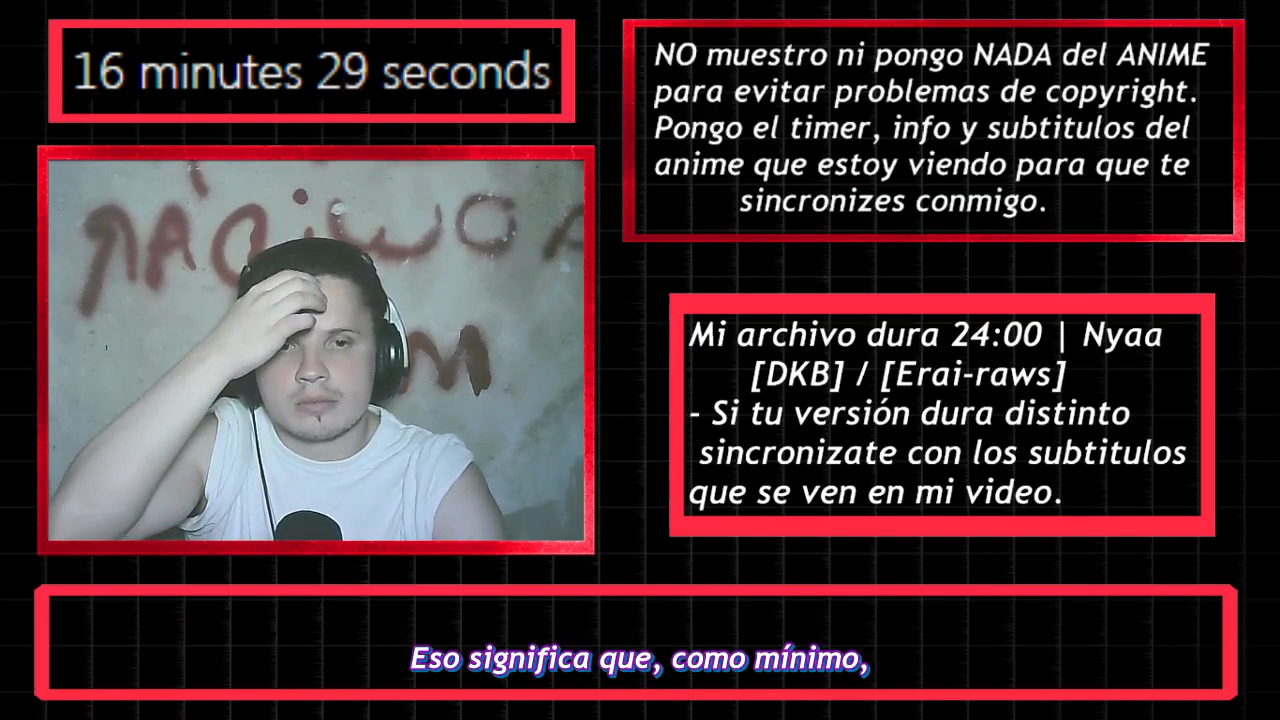 16 minutes 29 seconds
NO muestro ni pongo NADA del ANIME
para evitar problemas de copyright.
Pongo el timer, info y subtitulos del
anime que estoy viendo para que te
sincronizes conmigo.
Mi archivo dura 24:00 | Nyaa
[DKB] / [Erai-raws]
- Si tu versión dura distinto
sincronizate con los subtitulos
que se ven en mi video.
Eso significa que, como mínimo,